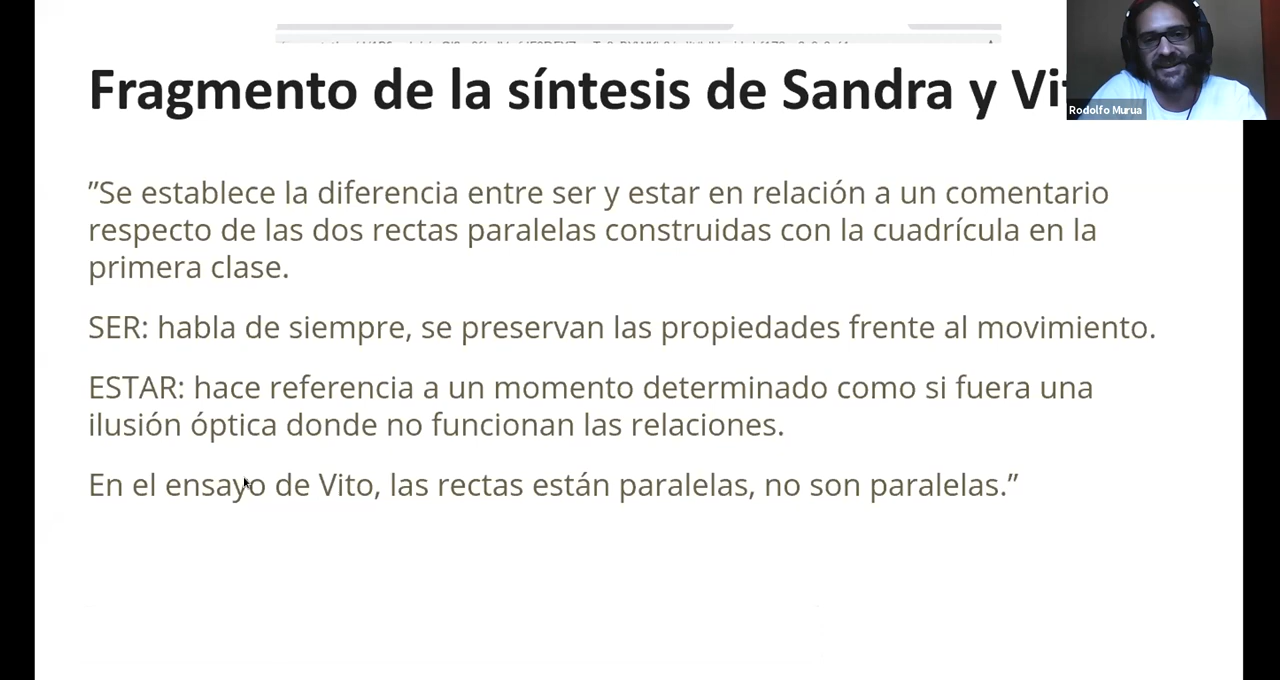 Fragmento de la síntesis de Sandra y
Rodolfo Murua
”Se establece la diferencia entre ser y estar en relación a un comentario
respecto de las dos rectas paralelas construidas con la cuadrícula en la
primera clase.
SER: habla de siempre, se preservan las propiedades frente al movimiento.
ESTAR: hace referencia a un momento determinado como si fuera una
ilusión óptica donde no funcionan las relaciones.
En el ensayo de Vito, las rectas están paralelas, no son paralelas.”